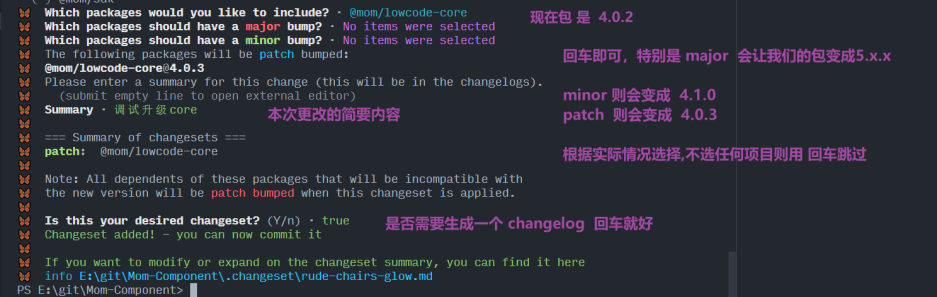 ( ) @mom/sdk
Which packages would you like to include? · @mom/lowcode-core
现在包 是 4.0.2
Which packages should have a major bump? · No items were selected
Which packages should have a minor bump? · No items were selected
The following packages will be patch bumped:
回车即可，特别是 major 会让我们的包变成5.x.x
@mom/lowcode-core@4.0.3
Please enter a summary for this change (this will be in the changelogs).
(submit empty line to open external editor)
minor 则会变成 4.1.0
Summary · 调试升级core
本次更改的简要内容
patch 则会变成 4.0.3
=== Summary of changesets ===
patch: @mom/lowcode-core
根据实际情况选择,不选任何项目则用 回车跳过
Note: All dependents of these packages that will be incompatible with
the new version will be patch bumped when this changeset is applied.
Is this your desired changeset? (Y/n) · true
是否需要生成一个 changelog 回车就好
Changeset added! - you can now commit it
If you want to modify or expand on the changeset summary, you can find it here
info E:\git\Mom-Component\.changeset\rude-chairs-glow.md
PS E:\git\Mom-Component>